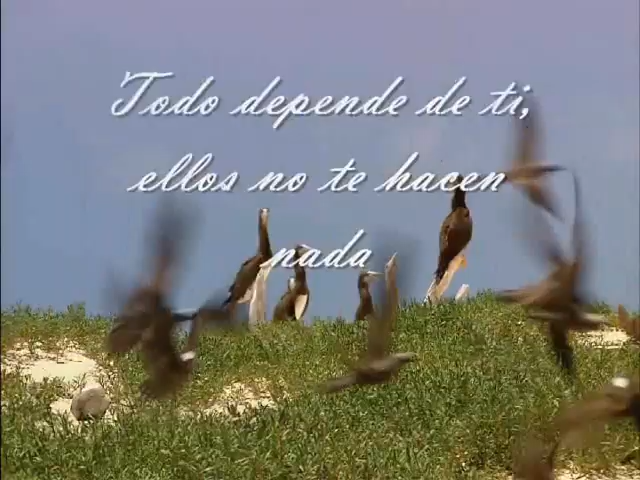 Todo depende de ti,
ellos no te hacen
nada